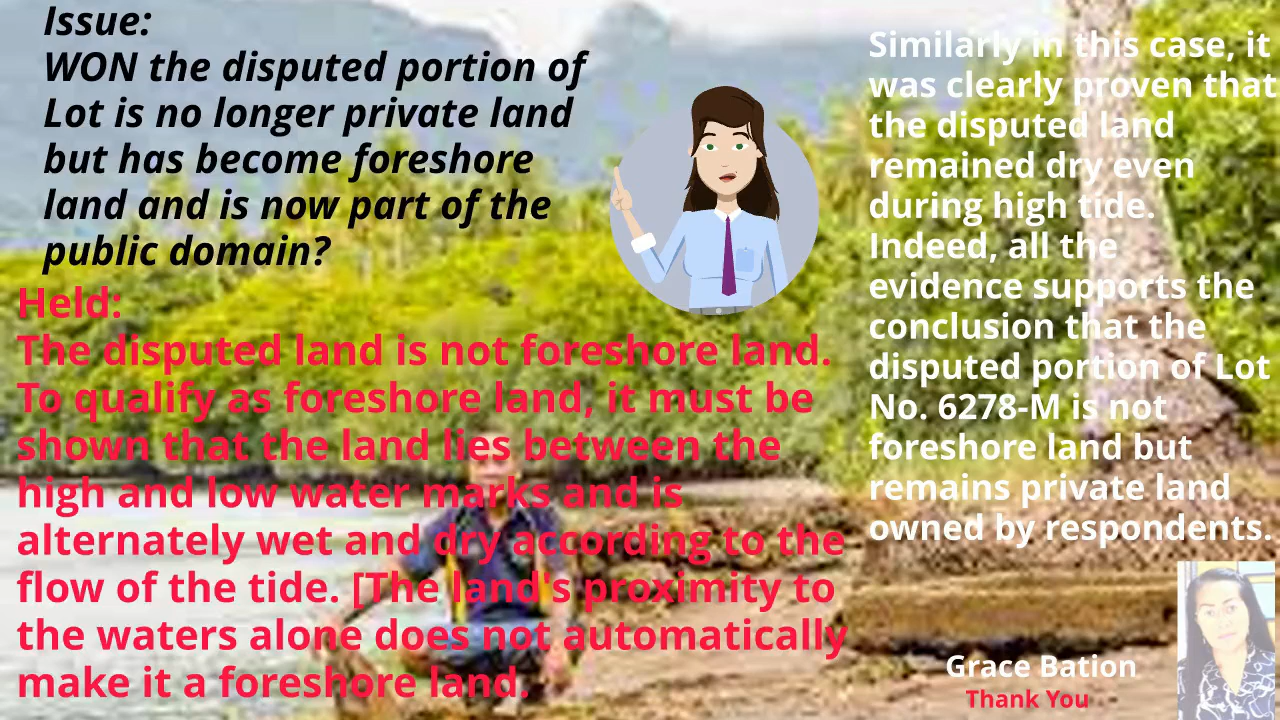 Issue:
WON the disputed portion of
Lot is no longer private land
but has become foreshore
land and is now part of the
public domain?
Held:
The disputed land is not foreshore land.
To qualify as foreshore land, it must be
shown that the land lies between the
high and low water marks and is
alternately wet and dry according to the
flow of the tide. [The land's proximity to
the waters alone does not automatically
make it a foreshore land.
Similarly in this case, it
was clearly proven that
the disputed land
remained dry even
during high tide.
Indeed, all the
evidence supports the
conclusion that the
disputed portion of Lot
No. 6278-M is not
foreshore land but
remains private land
owned by respondents.
Grace Bation
Thank You